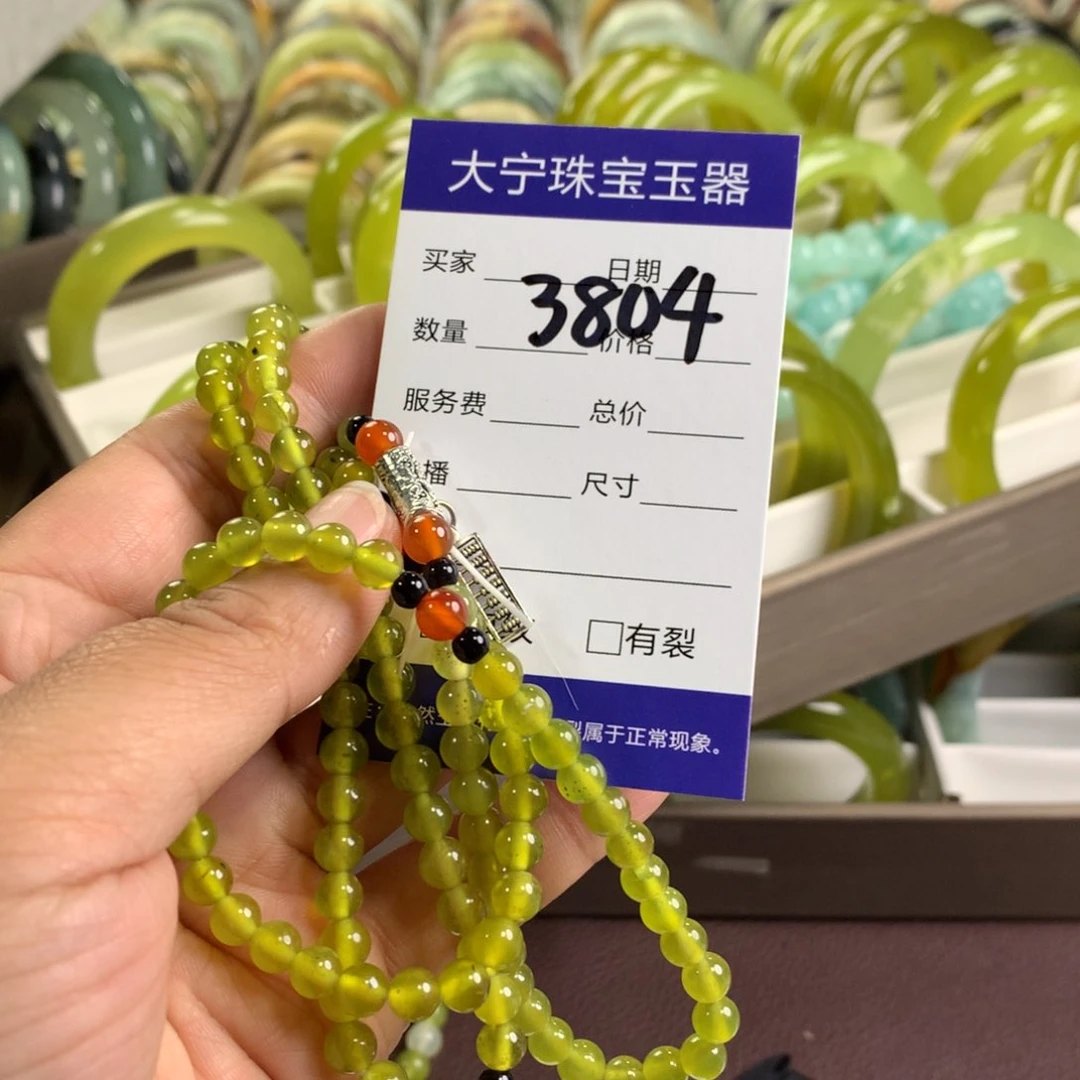 大宁珠宝玉器
买家 日期
3804
数量 价格
服务费 总价
播 尺寸
□有裂
裂属于正常现象。